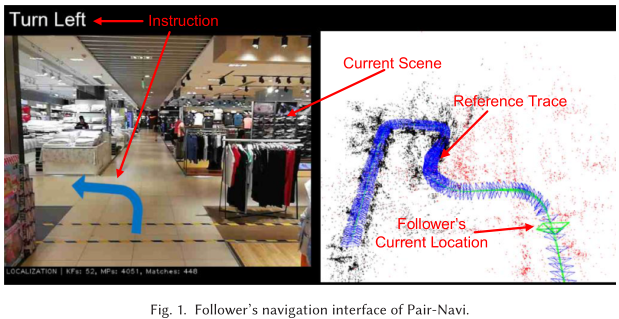 Turn Left
Instruction
Current Scene
Reference Trace
Follower's
Current Location
LOCALIZATION | KFs: 52, MPs: 4051, Matches: 448
Fig. 1. Follower's navigation interface of Pair-Navi.